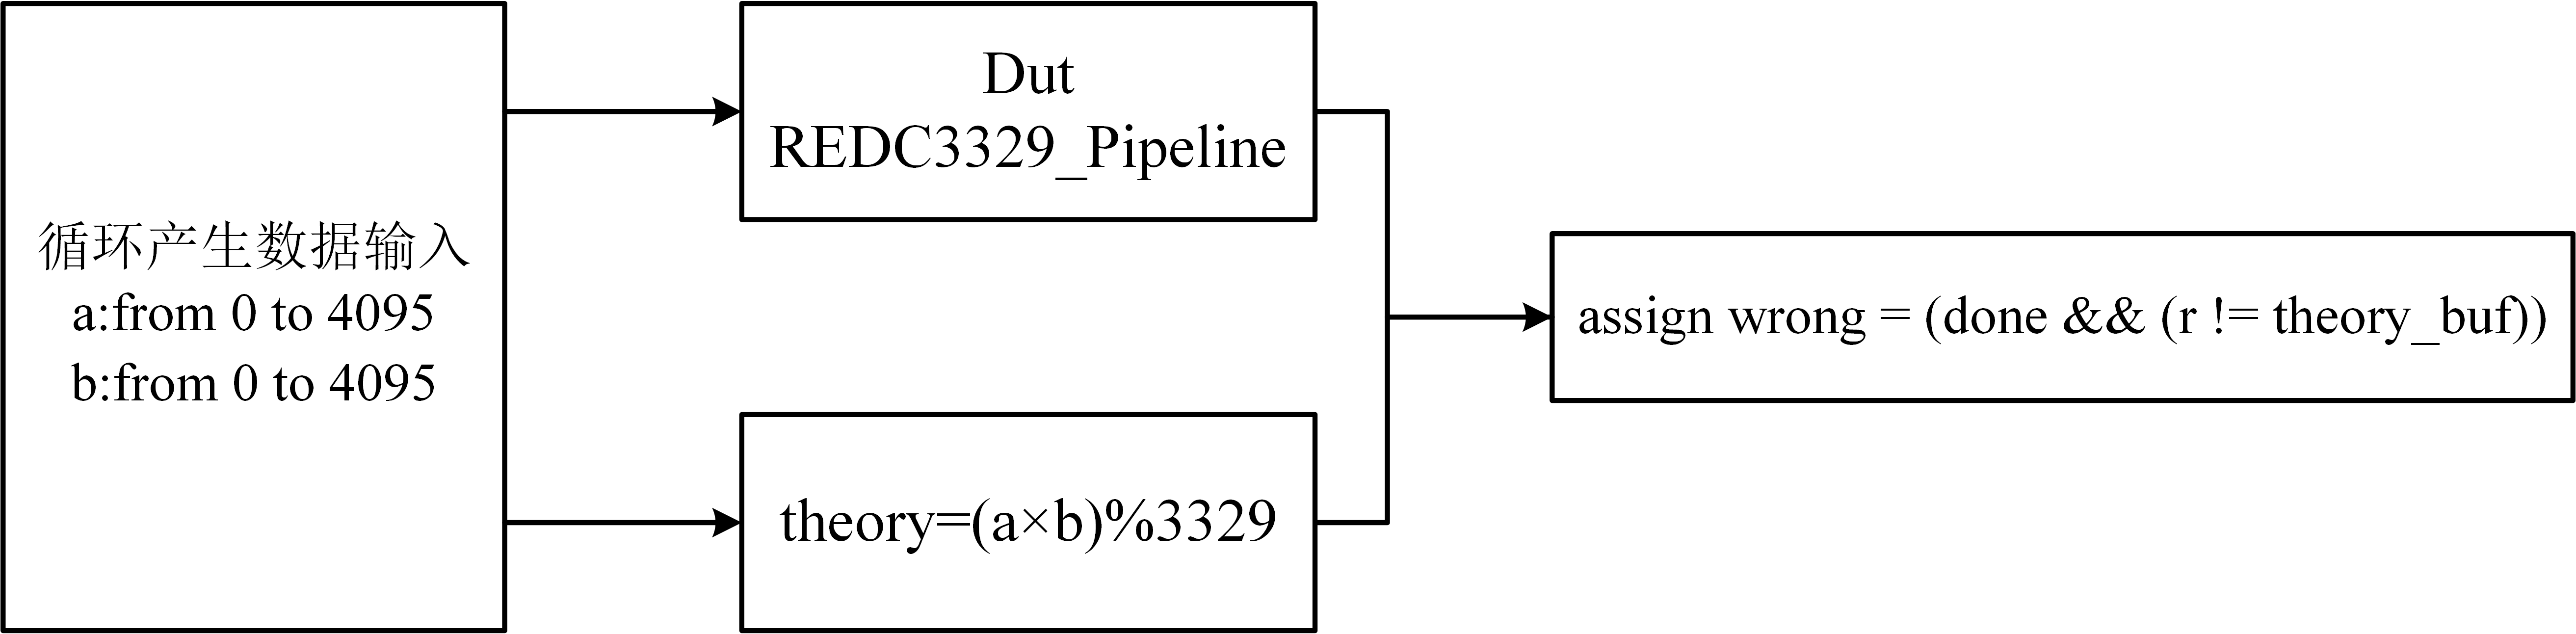 循环产生数据输入
a:from 0 to 4095
b:from 0 to 4095
Dut
REDC3329_Pipeline
theory=(a×b)%3329
assign wrong = (done && (r != theory_buf))